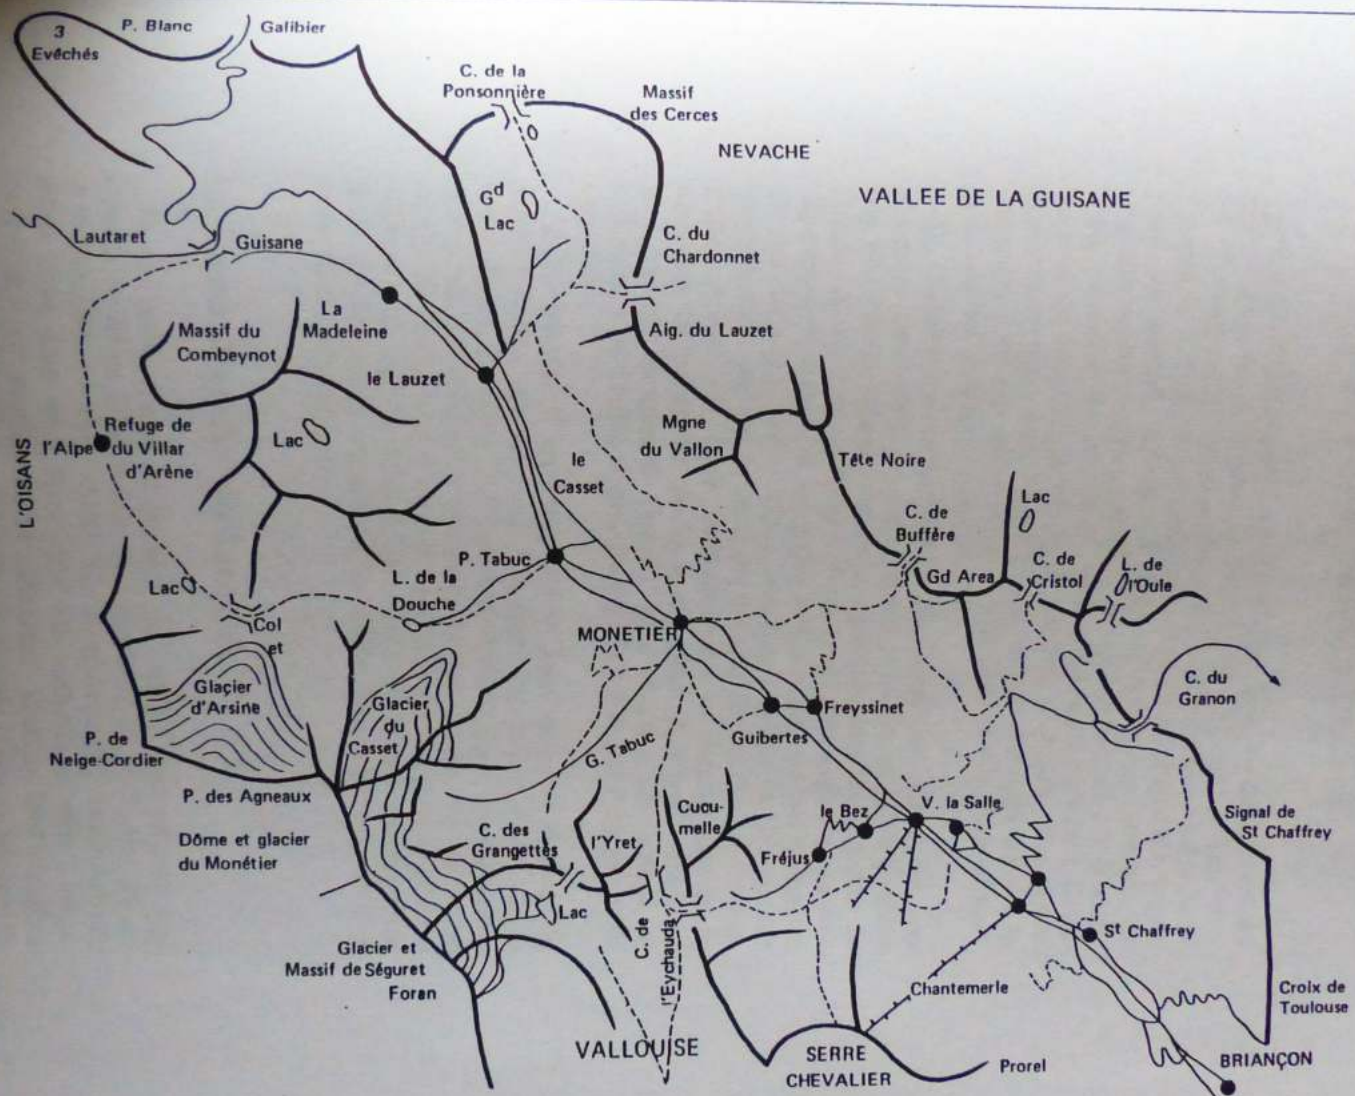 3
Evêchés
P. Blanc
Galibier
C. de la
Ponsonnière
Massif
des Cerces
NEVACHE
VALLEE DE LA GUISANE
Gd
Lac
Lautaret
Guisane
C. du
Chardonnet
La
Madeleine
Massif du
Combeynot
Aig. du Lauzet
le Lauzet
L'OISANS
Refuge de
l'Alpe du Villar
d'Arène
Lac
Mgne
du Vallon
le
Casset
Tête Noire
Lac
C. de
Buffère
P. Tabuc
Gd Area
C. de
Cristol
L. de
l'Oule
Lac
L. de la
Douche
Col
et
MONETIER
Glaçier
d'Arsine
Glacier
du
Casset
C. du
Granon
Freyssinet
Guibertes
P. de
Neige-Cordier
G. Tabuc
P. des Agneaux
Cucu-
melle
le Bez
V. la Salle
Signal de
St Chaffrey
Dôme et glacier
du Monétier
C. des
Grangettes
l'Yret
Fréjus
Lac
C. de
l'Eychauda
St Chaffrey
Glacier et
Massif de Séguret
Foran
Chantemerle
Croix de
Toulouse
VALLOUISE
SERRE
CHEVALIER
Prorel
BRIANÇON